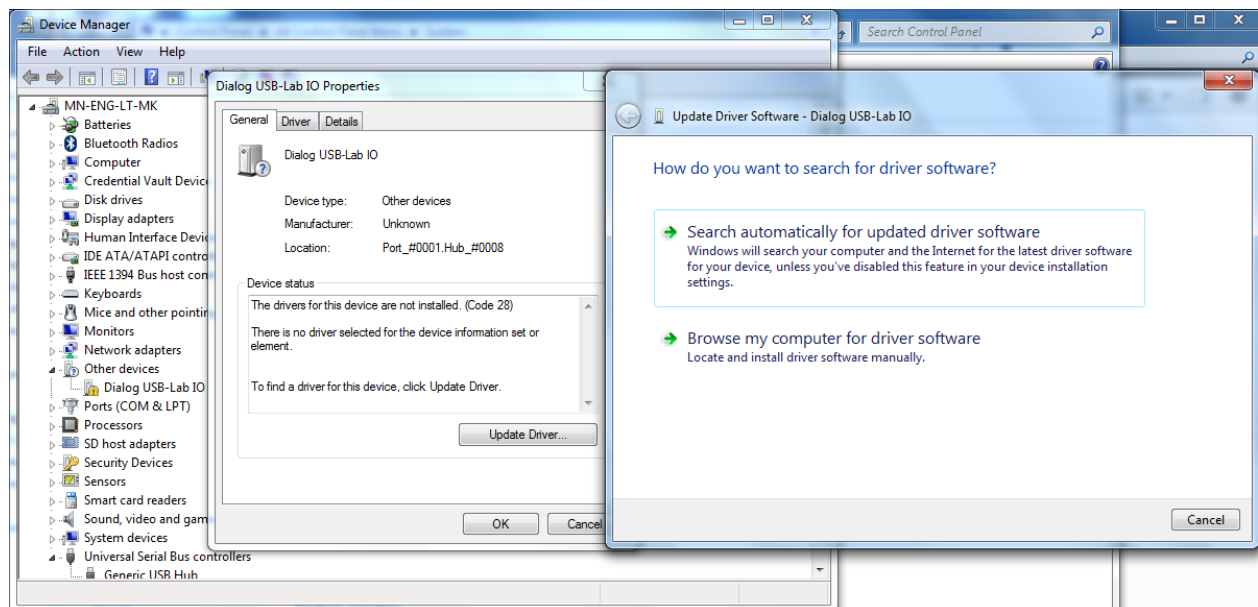 Device Manager
File Action View Help
MN-ENG-LT-MK
Batteries
Bluetooth Radios
Computer
Credential Vault Device
Disk drives
Display adapters
Human Interface Devic
IDE ATA/ATAPI contro
IEEE 1394 Bus host con
Keyboards
Mice and other pointin
Monitors
Network adapters
Other devices
Dialog USB-Lab IO
Ports (COM & LPT)
Processors
SD host adapters
Security Devices
Sensors
Smart card readers
Sound, video and gam
System devices
Universal Serial Bus controllers
Generic USB Hub
Dialog USB-Lab IO Properties
General Driver Details
Dialog USB-Lab IO
Device type: Other devices
Manufacturer: Unknown
Location: Port_#0001.Hub_#0008
Device status
The drivers for this device are not installed. (Code 28)
There is no driver selected for the device information set or
element.
To find a driver for this device, click Update Driver.
Update Driver...
OK Cancel
Search Control Panel
Update Driver Software - Dialog USB-Lab IO
How do you want to search for driver software?
Search automatically for updated driver software
Windows will search your computer and the Internet for the latest driver software
for your device, unless you've disabled this feature in your device installation
settings.
Browse my computer for driver software
Locate and install driver software manually.
Cancel